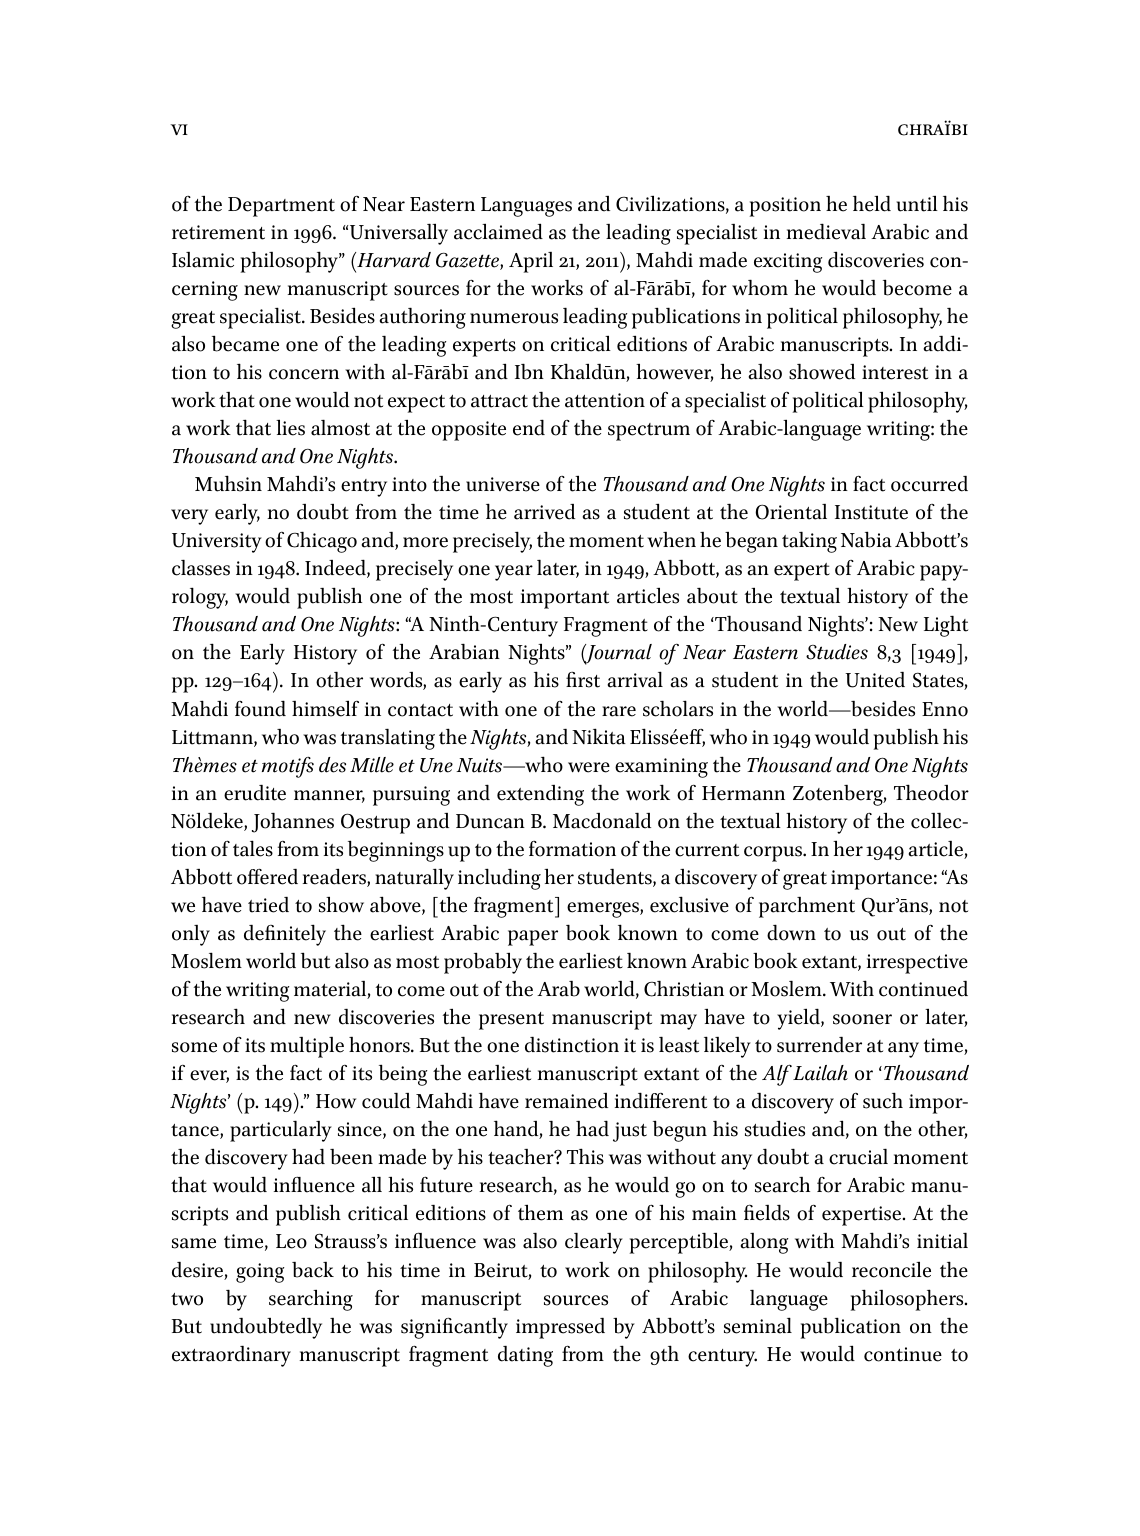 VI
CHRAÏBI
of the Department of Near Eastern Languages and Civilizations, a position he held until his
retirement in 1996. “Universally acclaimed as the leading specialist in medieval Arabic and
Islamic philosophy” (Harvard Gazette, April 21, 2011), Mahdi made exciting discoveries con-
cerning new manuscript sources for the works of al-Fārābī, for whom he would become a
great specialist. Besides authoring numerous leading publications in political philosophy, he
also became one of the leading experts on critical editions of Arabic manuscripts. In addi-
tion to his concern with al-Fārābī and Ibn Khaldūn, however, he also showed interest in a
work that one would not expect to attract the attention of a specialist of political philosophy,
a work that lies almost at the opposite end of the spectrum of Arabic-language writing: the
Thousand and One Nights.
Muhsin Mahdi’s entry into the universe of the Thousand and One Nights in fact occurred
very early, no doubt from the time he arrived as a student at the Oriental Institute of the
University of Chicago and, more precisely, the moment when he began taking Nabia Abbott’s
classes in 1948. Indeed, precisely one year later, in 1949, Abbott, as an expert of Arabic papy-
rology, would publish one of the most important articles about the textual history of the
Thousand and One Nights: “A Ninth-Century Fragment of the ‘Thousand Nights’: New Light
on the Early History of the Arabian Nights” (Journal of Near Eastern Studies 8,3 [1949],
pp. 129–164). In other words, as early as his first arrival as a student in the United States,
Mahdi found himself in contact with one of the rare scholars in the world—besides Enno
Littmann, who was translating the Nights, and Nikita Elisséeff, who in 1949 would publish his
Thèmes et motifs des Mille et Une Nuits—who were examining the Thousand and One Nights
in an erudite manner, pursuing and extending the work of Hermann Zotenberg, Theodor
Nöldeke, Johannes Oestrup and Duncan B. Macdonald on the textual history of the collec-
tion of tales from its beginnings up to the formation of the current corpus. In her 1949 article,
Abbott offered readers, naturally including her students, a discovery of great importance: “As
we have tried to show above, [the fragment] emerges, exclusive of parchment Qurʾāns, not
only as definitely the earliest Arabic paper book known to come down to us out of the
Moslem world but also as most probably the earliest known Arabic book extant, irrespective
of the writing material, to come out of the Arab world, Christian or Moslem. With continued
research and new discoveries the present manuscript may have to yield, sooner or later,
some of its multiple honors. But the one distinction it is least likely to surrender at any time,
if ever, is the fact of its being the earliest manuscript extant of the Alf Lailah or ‘Thousand
Nights’ (p. 149).” How could Mahdi have remained indifferent to a discovery of such impor-
tance, particularly since, on the one hand, he had just begun his studies and, on the other,
the discovery had been made by his teacher? This was without any doubt a crucial moment
that would influence all his future research, as he would go on to search for Arabic manu-
scripts and publish critical editions of them as one of his main fields of expertise. At the
same time, Leo Strauss’s influence was also clearly perceptible, along with Mahdi’s initial
desire, going back to his time in Beirut, to work on philosophy. He would reconcile the
two by searching for manuscript sources of Arabic language philosophers.
But undoubtedly he was significantly impressed by Abbott’s seminal publication on the
extraordinary manuscript fragment dating from the 9th century. He would continue to